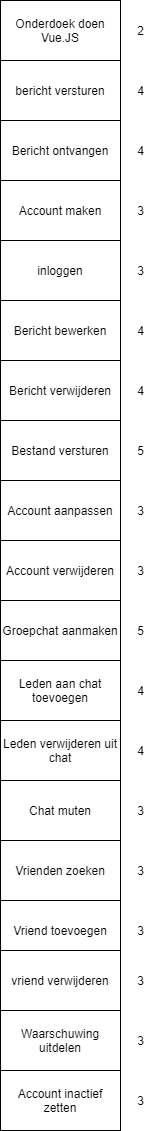 Onderdoek doen
Vue.JS
2
bericht versturen
4
Bericht ontvangen
4
Account maken
3
inloggen
3
Bericht bewerken
4
Bericht verwijderen
4
Bestand versturen
5
Account aanpassen
3
Account verwijderen
3
Groepchat aanmaken
5
Leden aan chat
toevoegen
4
Leden verwijderen uit
chat
4
Chat muten
3
Vrienden zoeken
3
Vriend toevoegen
3
vriend verwijderen
3
Waarschuwing
uitdelen
3
Account inactief
zetten
3